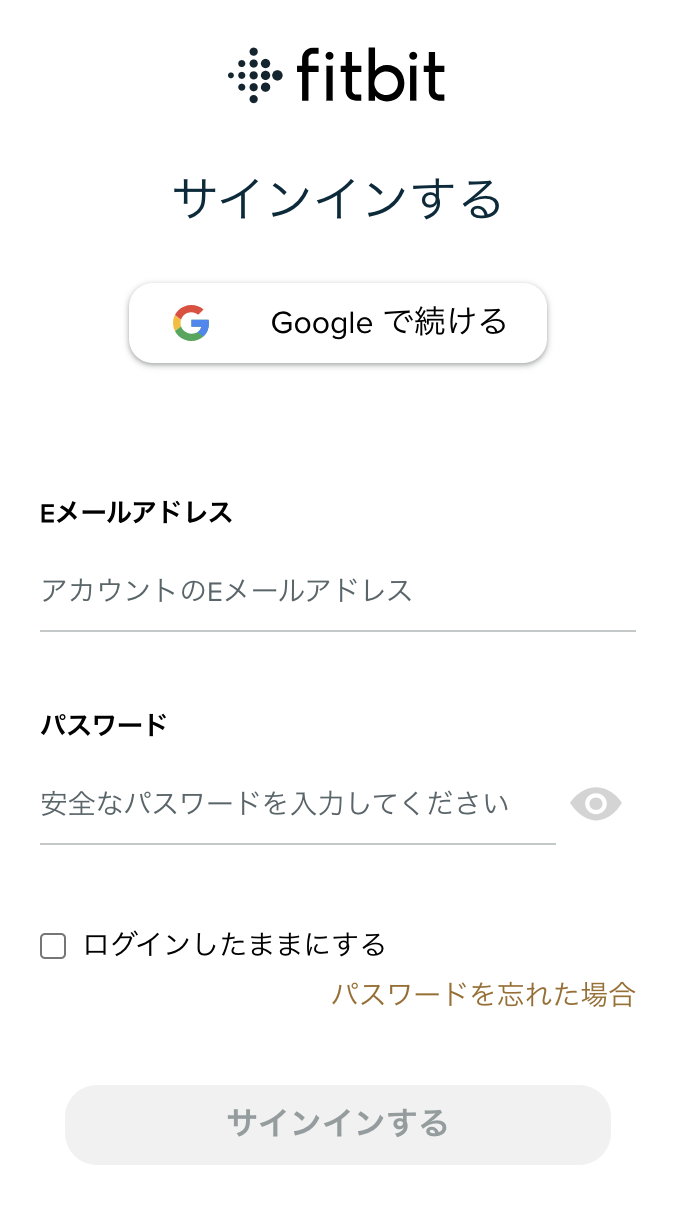 fitbit
サインインする
Google で続ける
Eメールアドレス
アカウントのEメールアドレス
パスワード
安全なパスワードを入力してください
ログインしたままにする
パスワードを忘れた場合
サインインする